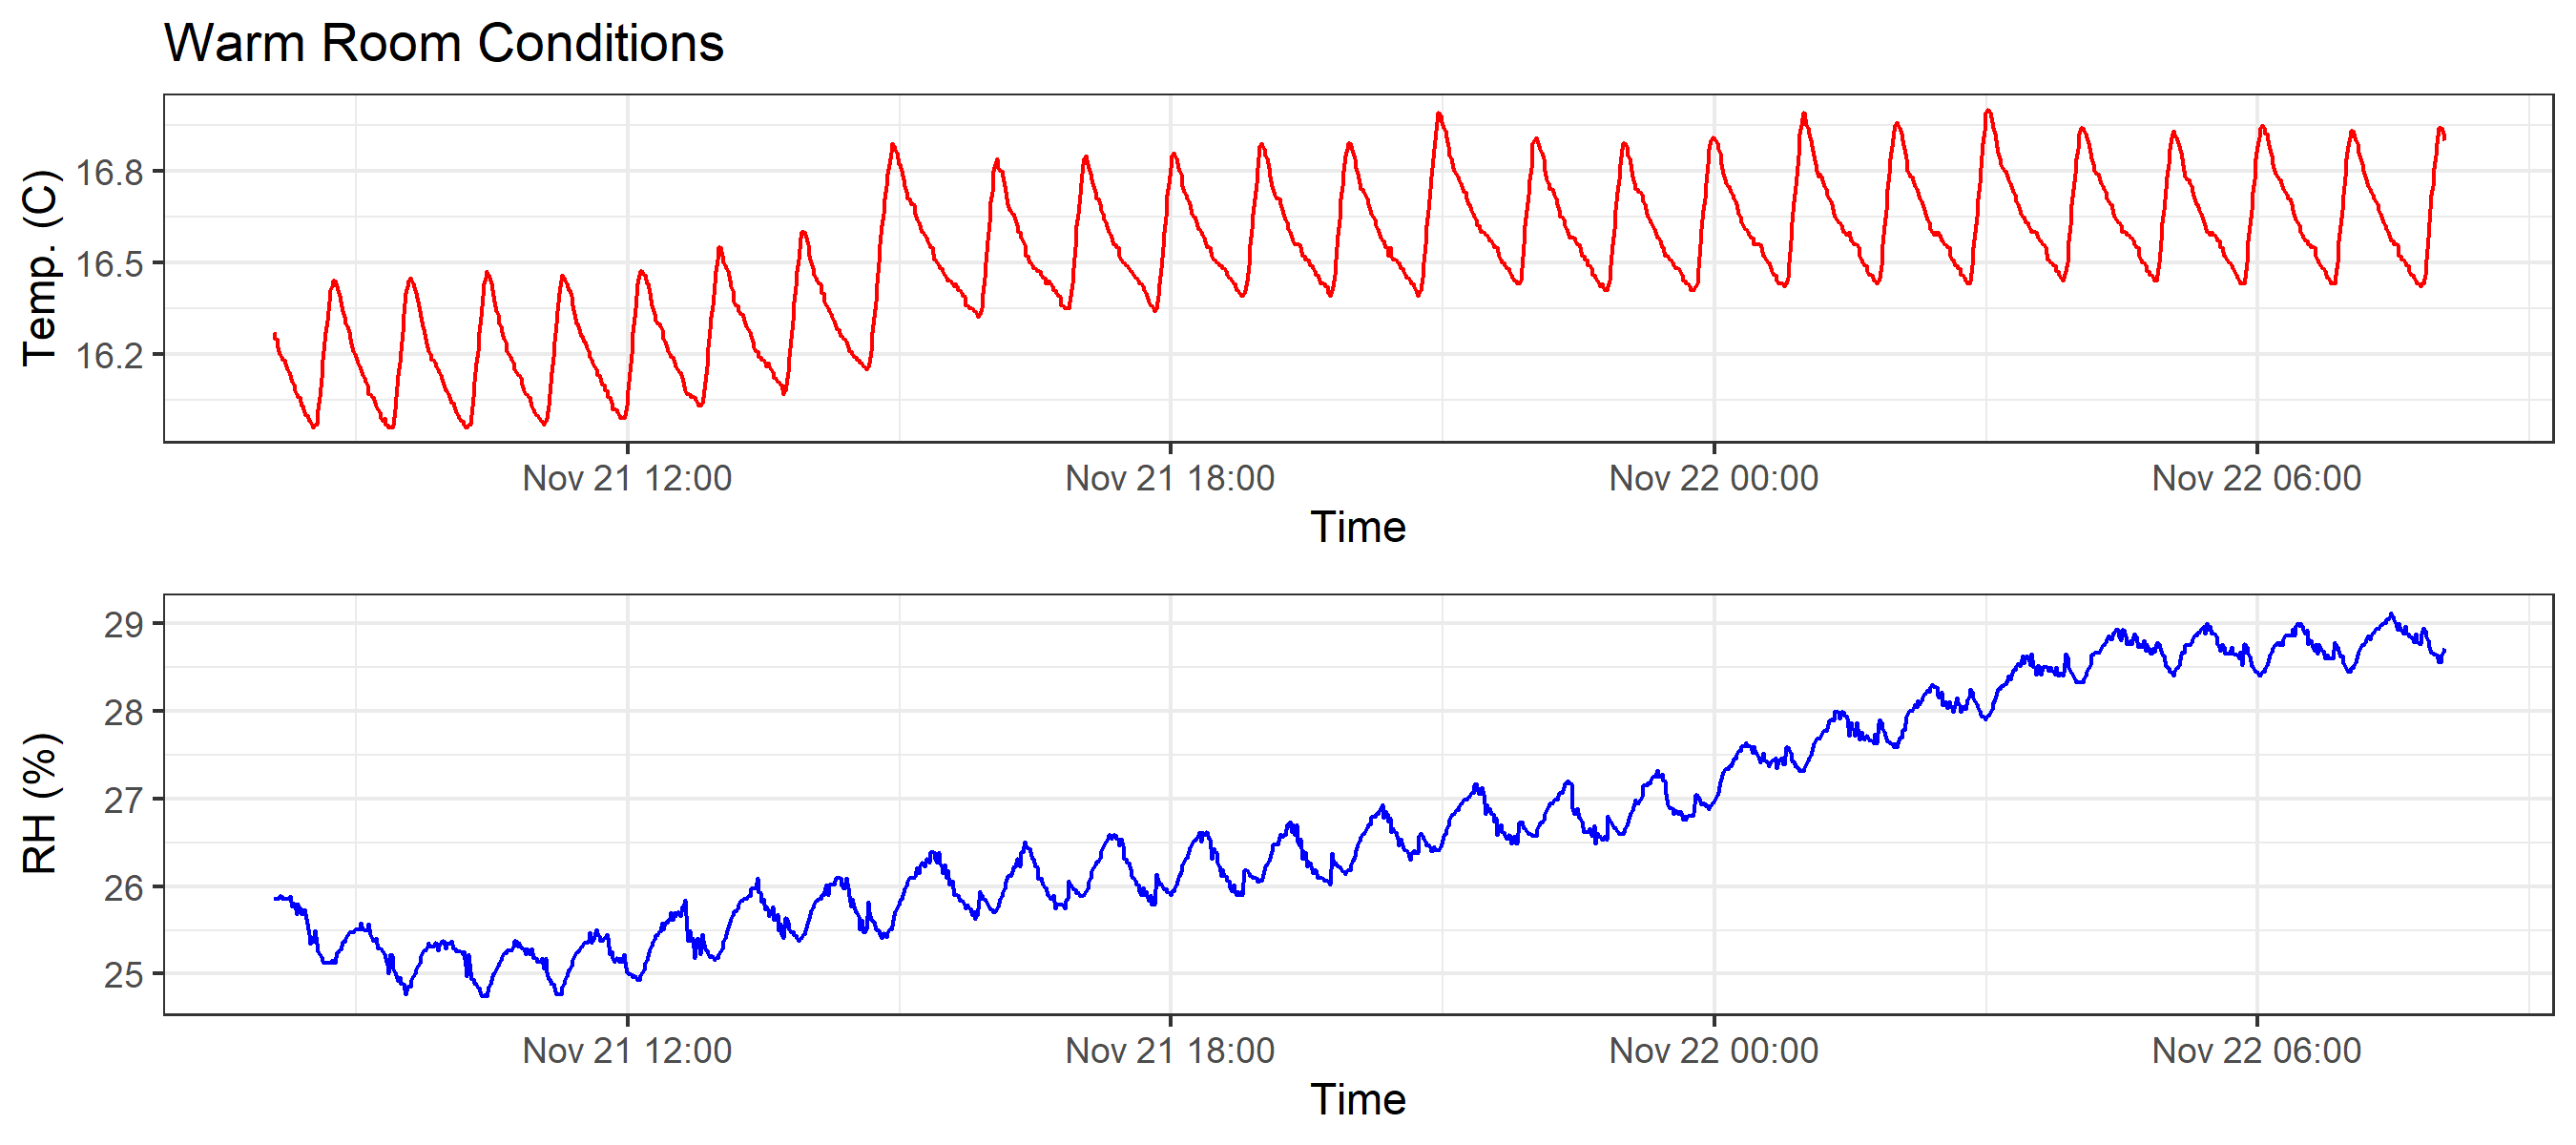 Warm Room Conditions
Temp. (C)
16.8
16.5
16.2
Nov 21 12:00 Nov 21 18:00 Nov 22 00:00 Nov 22 06:00
Time
RH (%)
29
28
27
26
25
Nov 21 12:00 Nov 21 18:00 Nov 22 00:00 Nov 22 06:00
Time